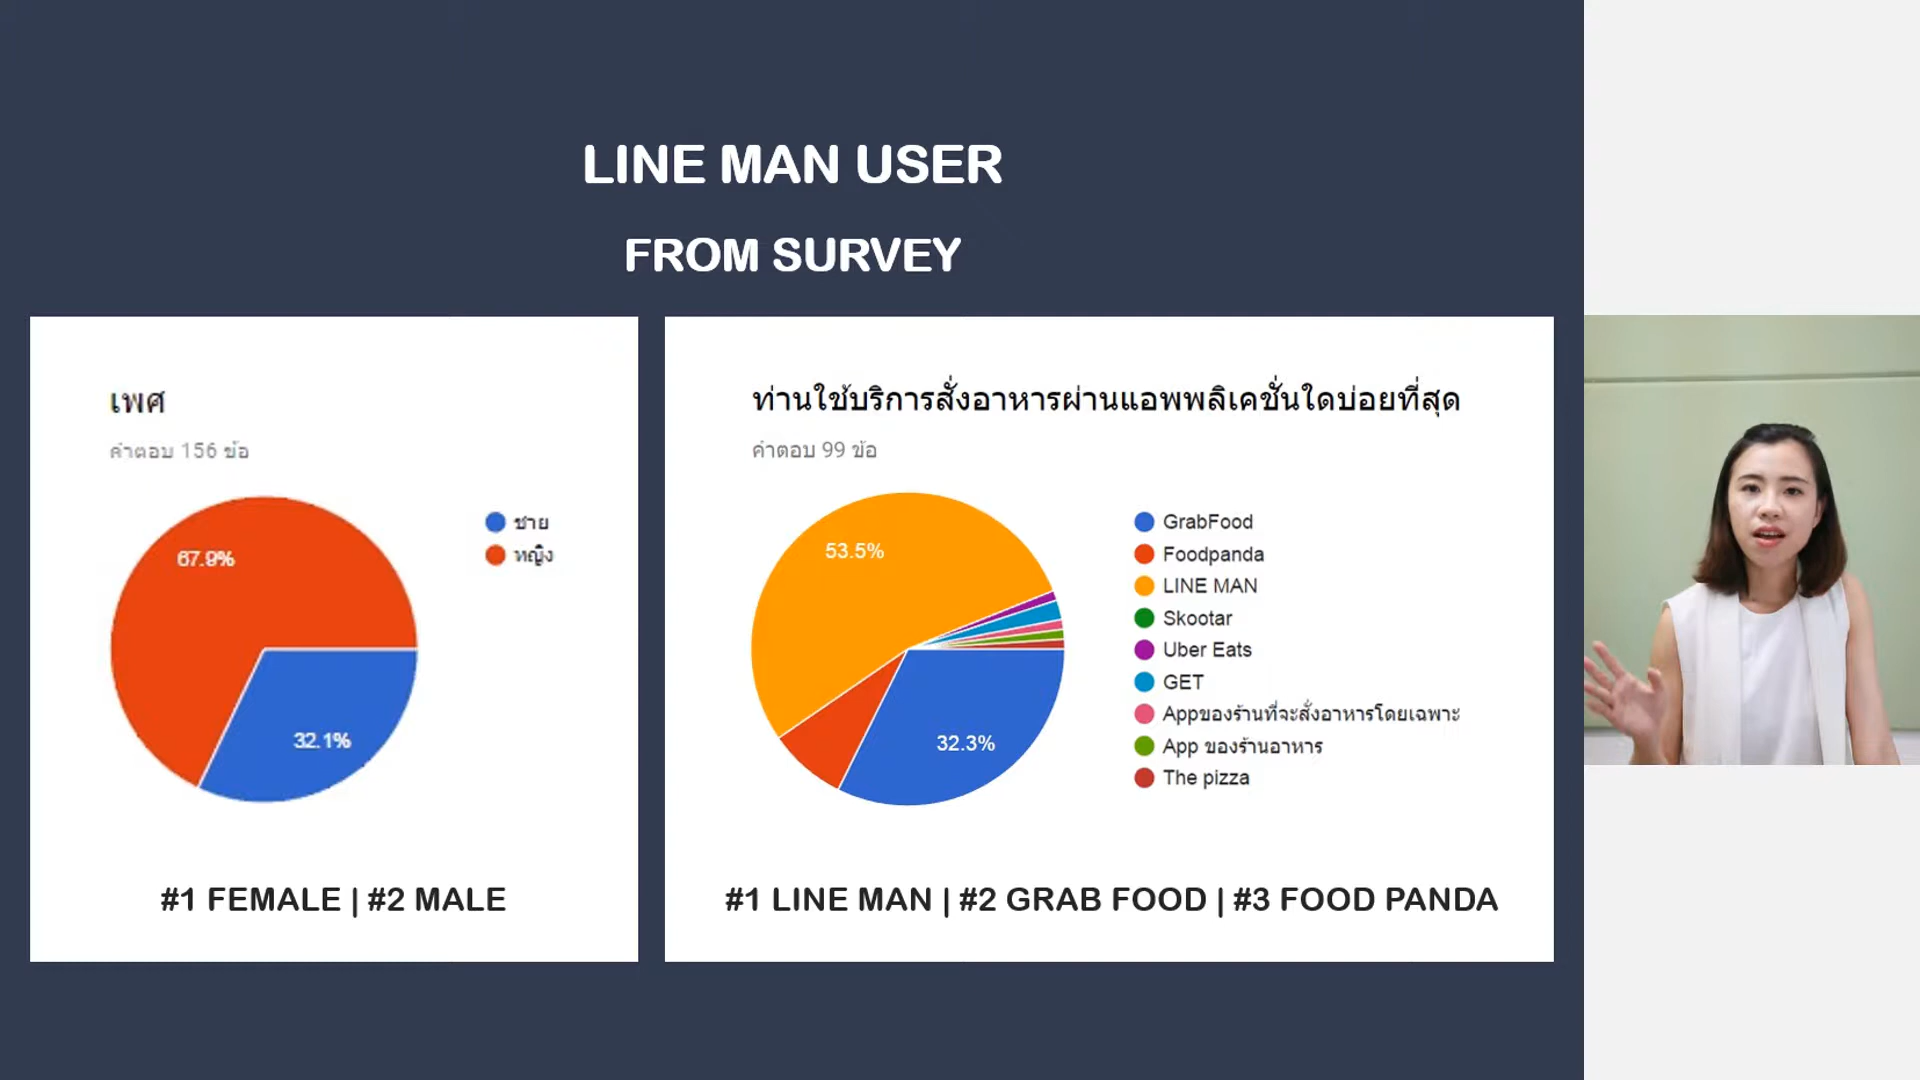 LINE MAN USER
FROM SURVEY
เพศ
คำตอบ 156 ข้อ
67.9%
32.1%
ชาย
หญิง
#1 FEMALE | #2 MALE
ท่านใช้บริการสั่งอาหารผ่านแอพพลิเคชั่นใดบ่อยที่สุด
คำตอบ 99 ข้อ
53.5%
32.3%
GrabFood
Foodpanda
LINE MAN
Skootar
Uber Eats
GET
Appของร้านที่จะสั่งอาหารโดยเฉพาะ
App ของร้านอาหาร
The pizza
#1 LINE MAN | #2 GRAB FOOD | #3 FOOD PANDA